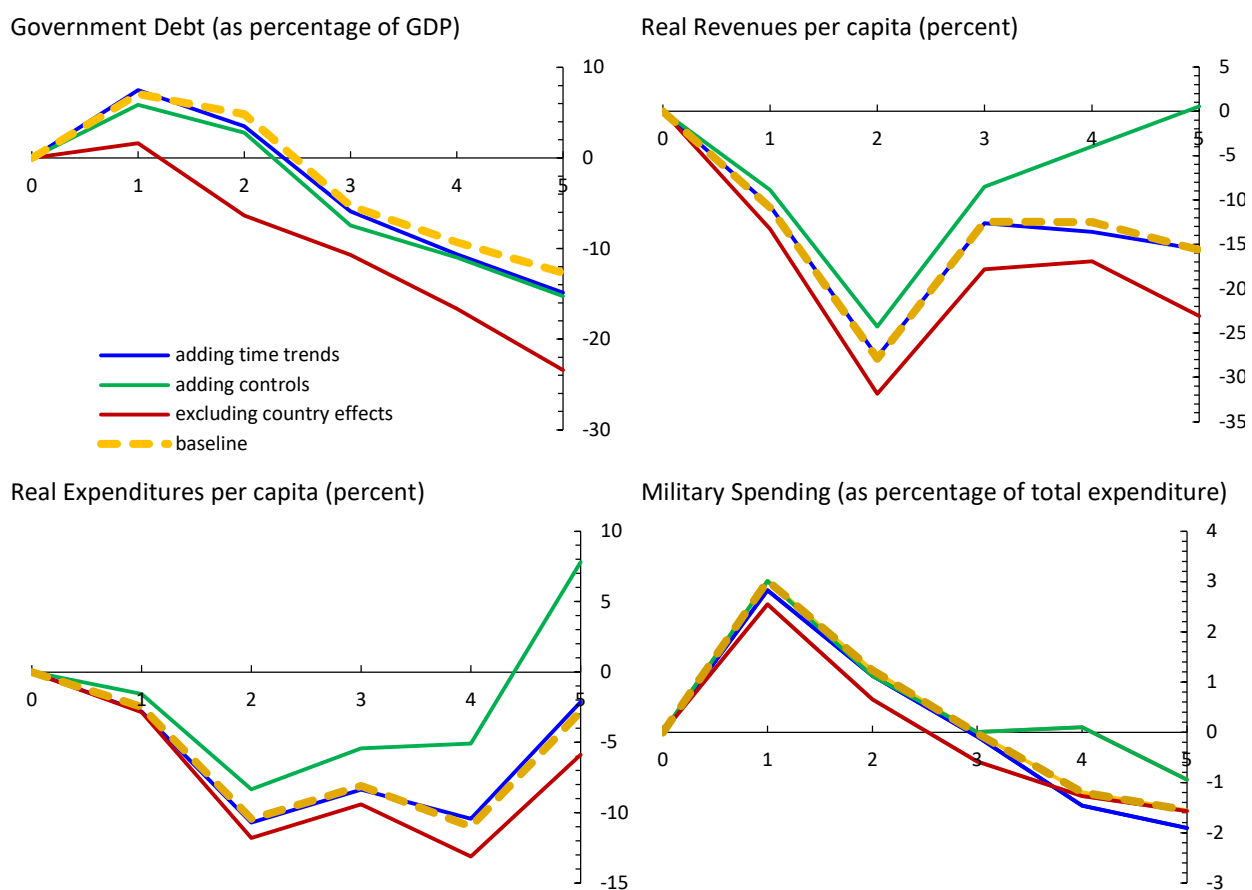 Government Debt (as percentage of GDP)
10
0
0 1 2 3 4 5
-10
-20
-30
adding time trends
adding controls
excluding country effects
baseline
Real Revenues per capita (percent)
5
0
0 1 2 3 4 5
-5
-10
-15
-20
-25
-30
-35
Real Expenditures per capita (percent)
10
5
0
0 1 2 3 4 5
-5
-10
-15
Military Spending (as percentage of total expenditure)
4
3
2
1
0
0 1 2 3 4 5
-1
-2
-3